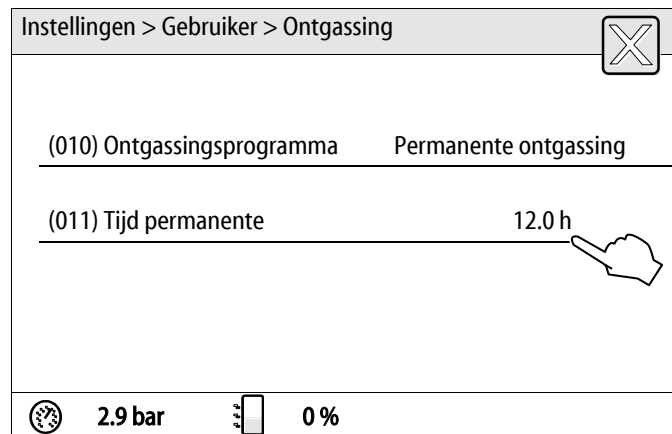 Instellingen > Gebruiker > Ontgassing
(010) Ontgassingsprogramma Permanente ontgassing
(011) Tijd permanente 12.0 h
2.9 bar 0 %